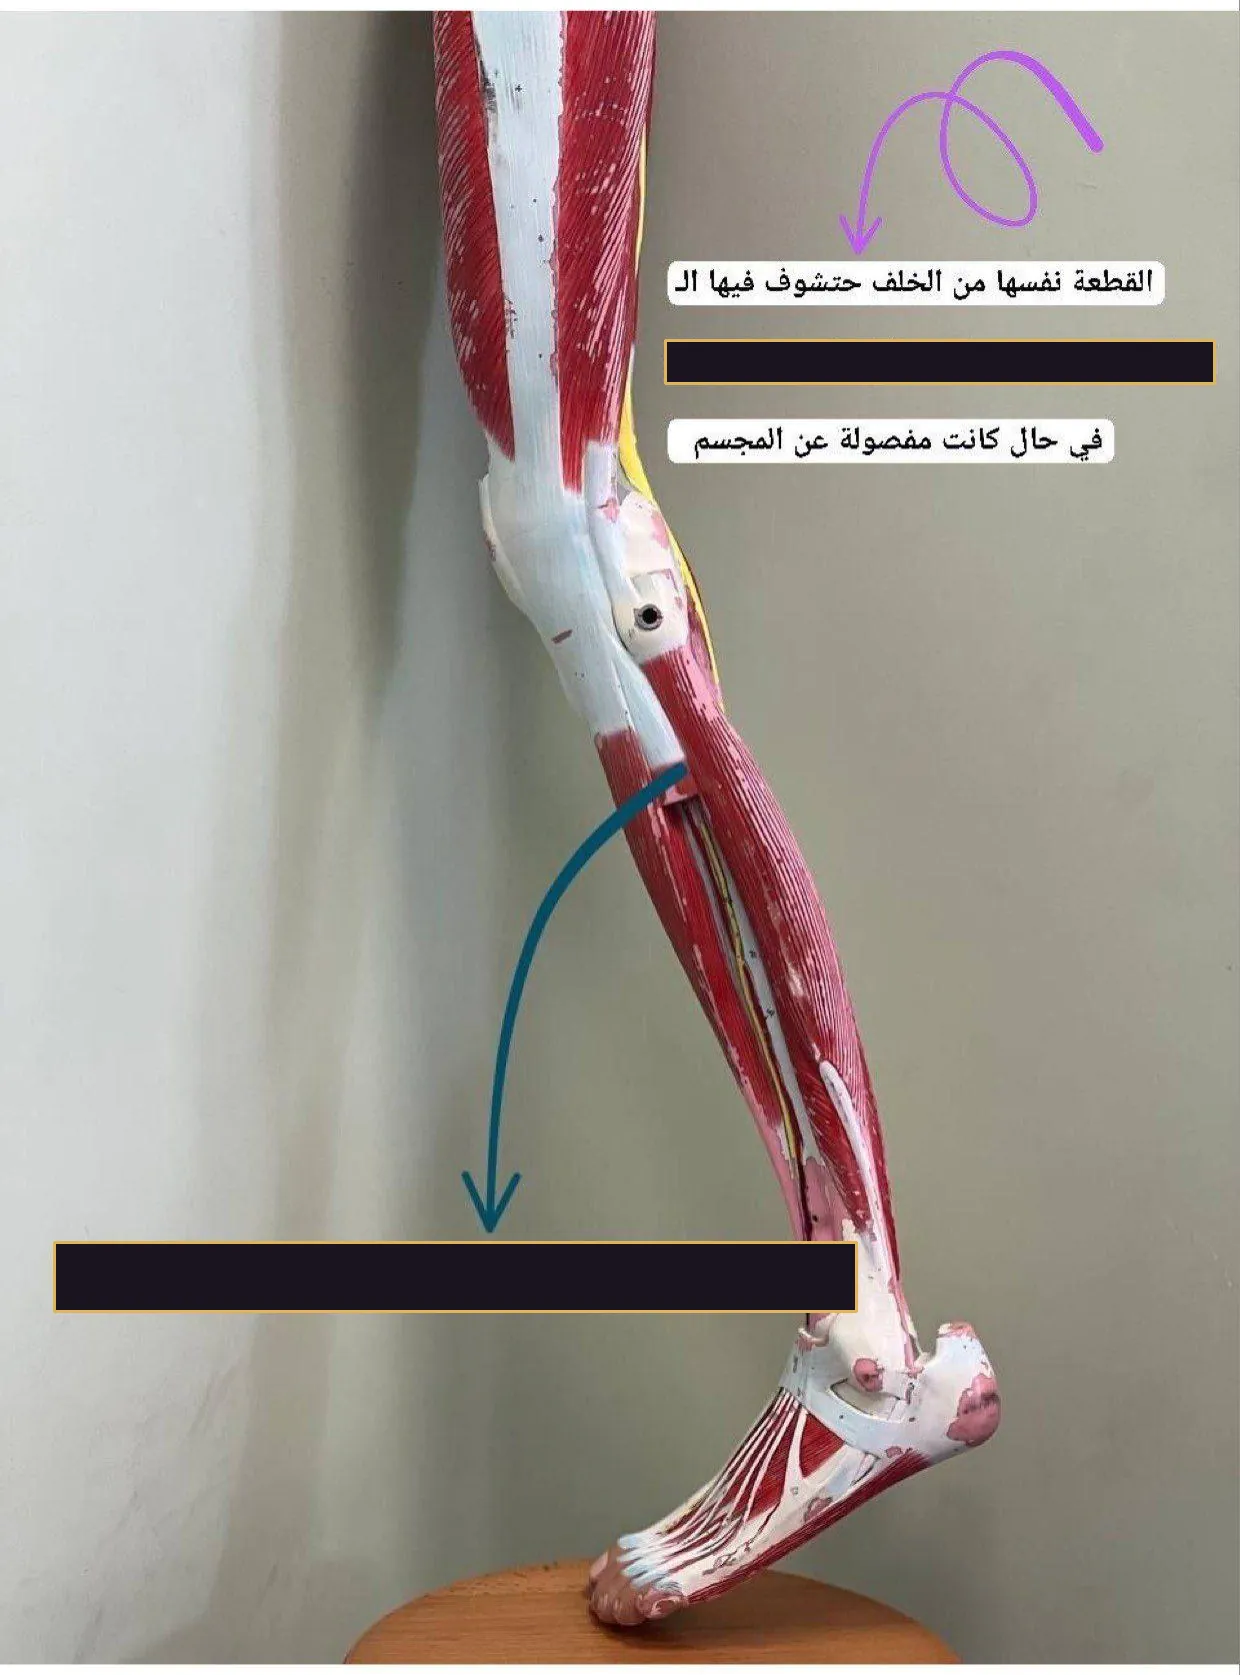 القطعة نفسها من الخلف حتشوف فيها الـ
في حال كانت مفصولة عن المجسم